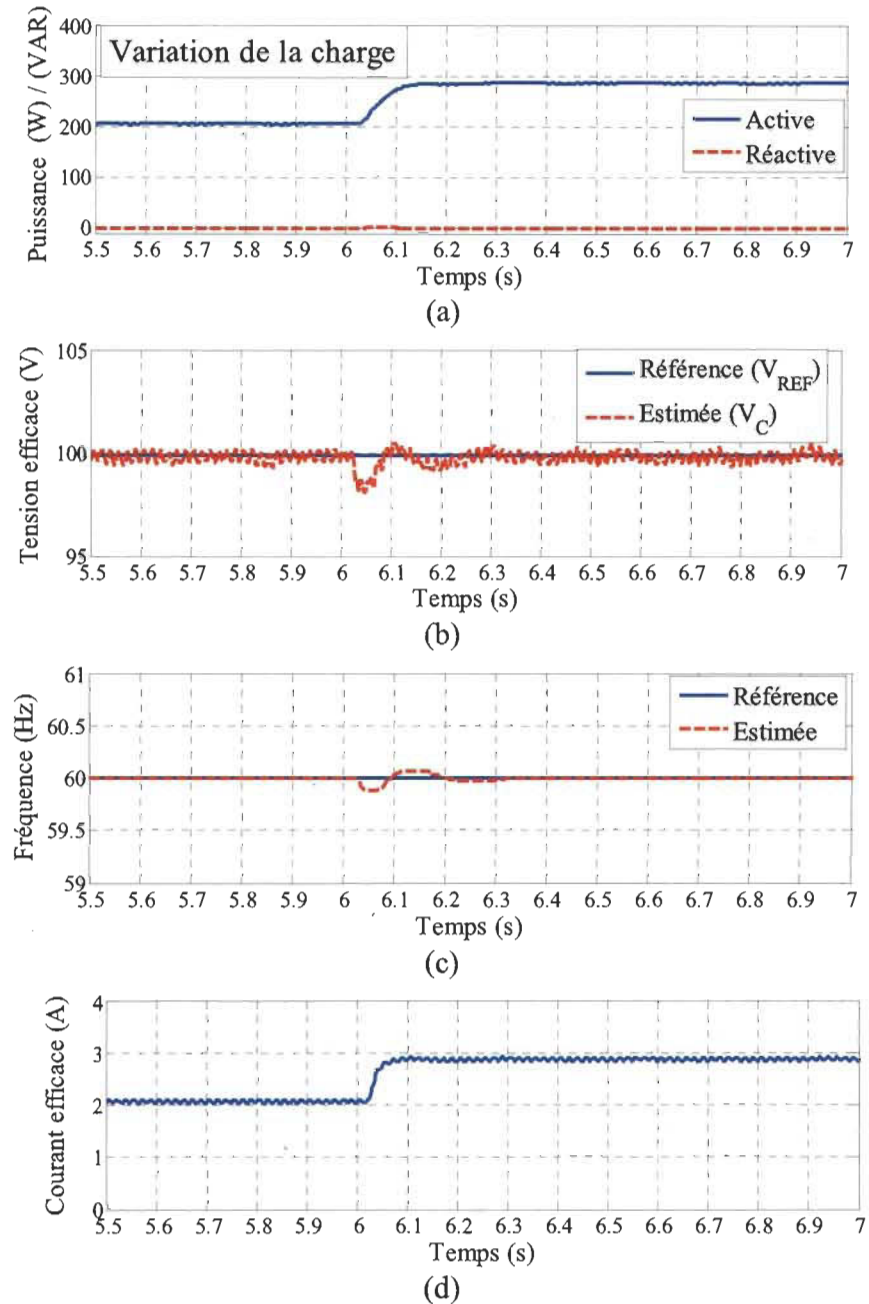 Variation de la charge
Puissance (W) / (VAR)
400
300
200
100
0
Active
Réactive
5.5 5.6 5.7 5.8 5.9 6 6.1 6.2 6.3 6.4 6.5 6.6 6.7 6.8 6.9 7
Temps (s)
(a)
Tension efficace (V)
105
100
95
Référence (V_REF)
Estimée (V_C)
5.5 5.6 5.7 5.8 5.9 6 6.1 6.2 6.3 6.4 6.5 6.6 6.7 6.8 6.9 7
Temps (s)
(b)
Fréquence (Hz)
61
60.5
60
59.5
59
Référence
Estimée
5.5 5.6 5.7 5.8 5.9 6 6.1 6.2 6.3 6.4 6.5 6.6 6.7 6.8 6.9 7
Temps (s)
(c)
Courant efficace (A)
4
3
2
1
0
5.5 5.6 5.7 5.8 5.9 6 6.1 6.2 6.3 6.4 6.5 6.6 6.7 6.8 6.9 7
Temps (s)
(d)